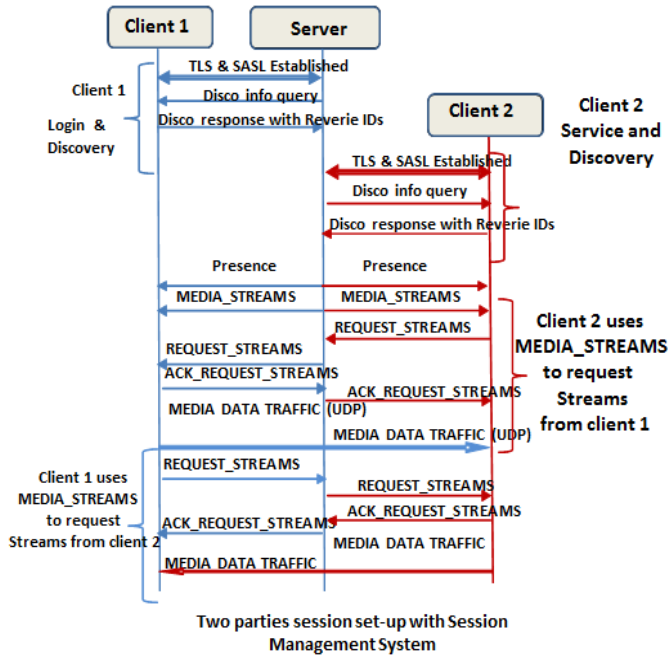 Client 1
Server
TLS & SASL Established
Client 1
Disco info query
Login &
Discovery
Disco response with Reverie IDs
Client 2
Client 2
Service and
Discovery
TLS & SASL Established
Disco info query
Disco response with Reverie IDs
Presence
Presence
MEDIA_STREAMS
MEDIA_STREAMS
REQUEST_STREAMS
REQUEST_STREAMS
ACK_REQUEST_STREAMS
ACK_REQUEST_STREAMS
MEDIA DATA TRAFFIC (UDP)
MEDIA DATA TRAFFIC (UDP)
Client 2 uses
MEDIA_STREAMS
to request
Streams
from client 1
Client 1 uses
MEDIA_STREAMS
to request
Streams from client 2
REQUEST_STREAMS
REQUEST_STREAMS
ACK_REQUEST_STREAMS
ACK_REQUEST_STREAMS
MEDIA DATA TRAFFIC
MEDIA DATA TRAFFIC
Two parties session set-up with Session
Management System